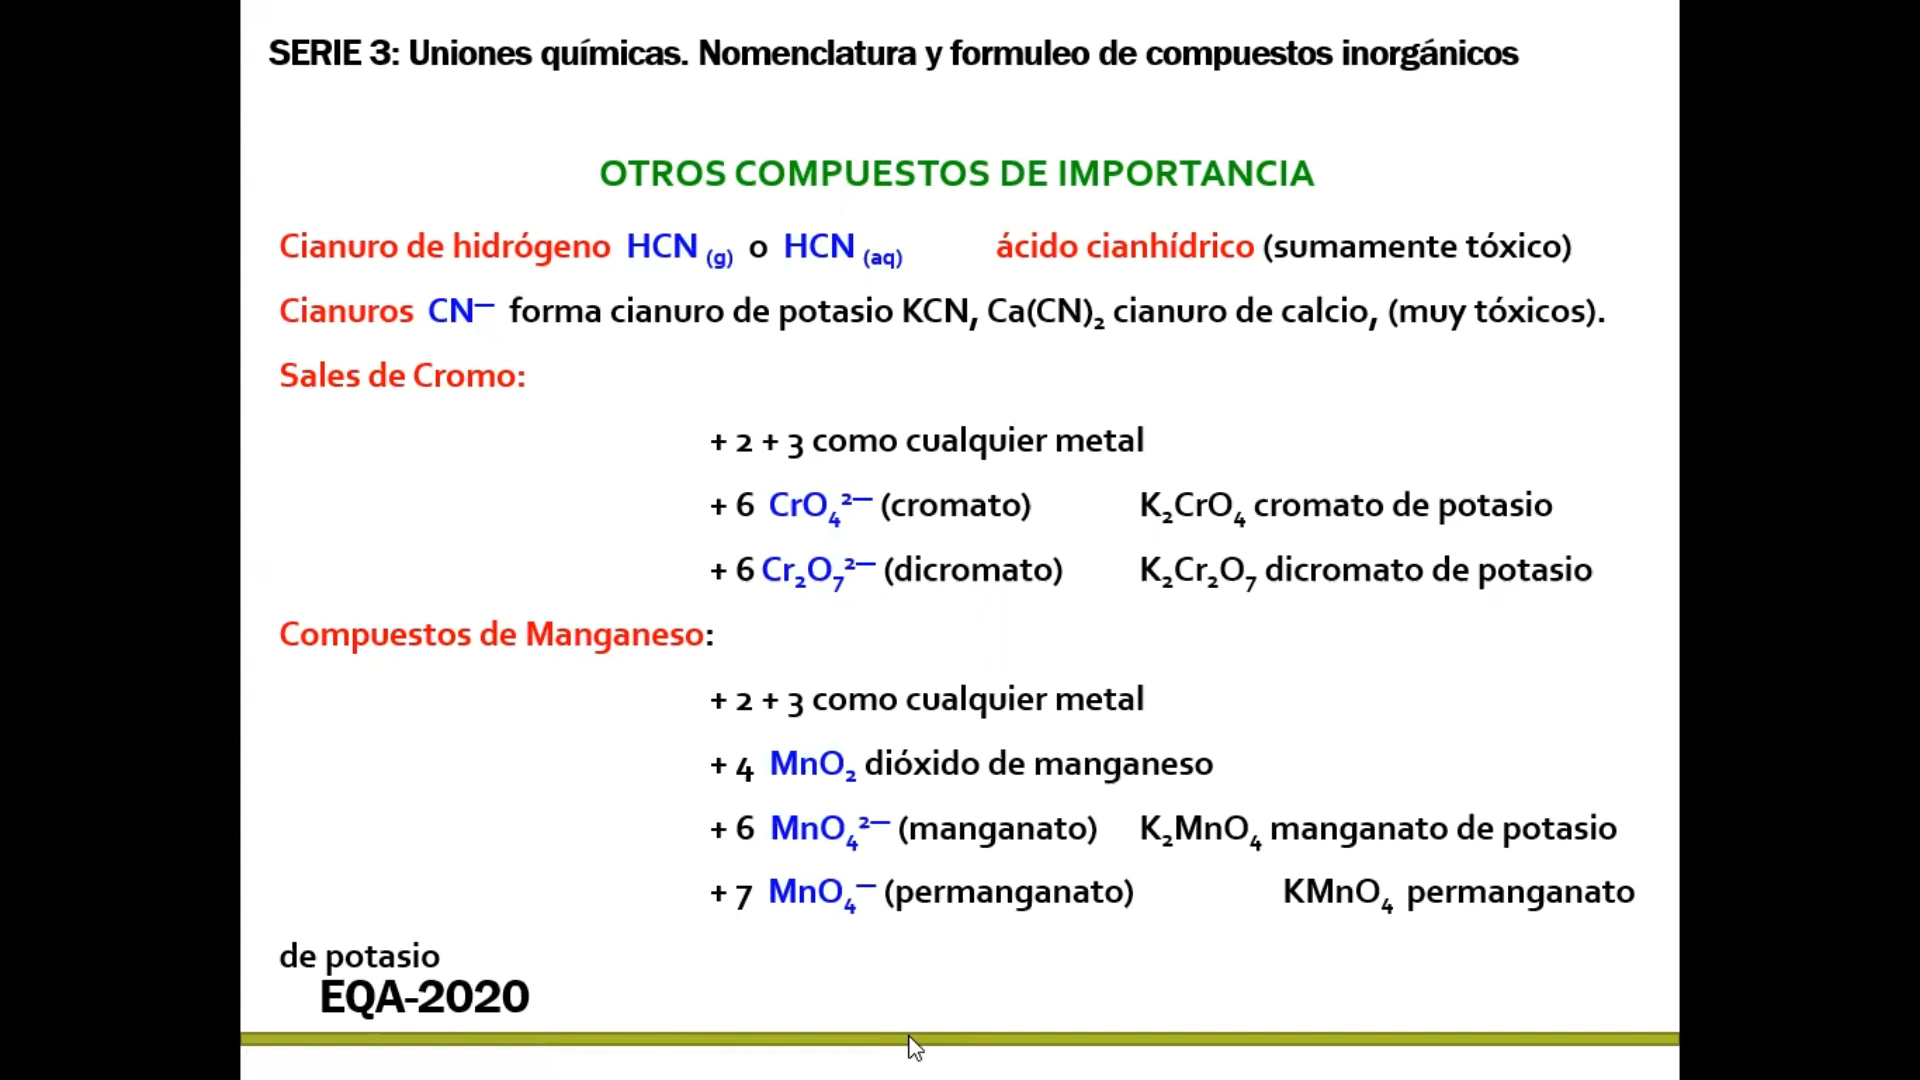 SERIE 3: Uniones químicas. Nomenclatura y formuleo de compuestos inorgánicos
OTROS COMPUESTOS DE IMPORTANCIA
Cianuro de hidrógeno HCN (g) o HCN (aq) ácido cianhídrico (sumamente tóxico)
Cianuros CN⁻ forma cianuro de potasio KCN, Ca(CN)₂ cianuro de calcio, (muy tóxicos).
Sales de Cromo:
+ 2 + 3 como cualquier metal
+ 6 CrO₄²⁻ (cromato) K₂CrO₄ cromato de potasio
+ 6 Cr₂O₇²⁻ (dicromato) K₂Cr₂O₇ dicromato de potasio
Compuestos de Manganeso:
+ 2 + 3 como cualquier metal
+ 4 MnO₂ dióxido de manganeso
+ 6 MnO₄²⁻ (manganato) K₂MnO₄ manganato de potasio
+ 7 MnO₄⁻ (permanganato) KMnO₄ permanganato
de potasio
EQA-2020